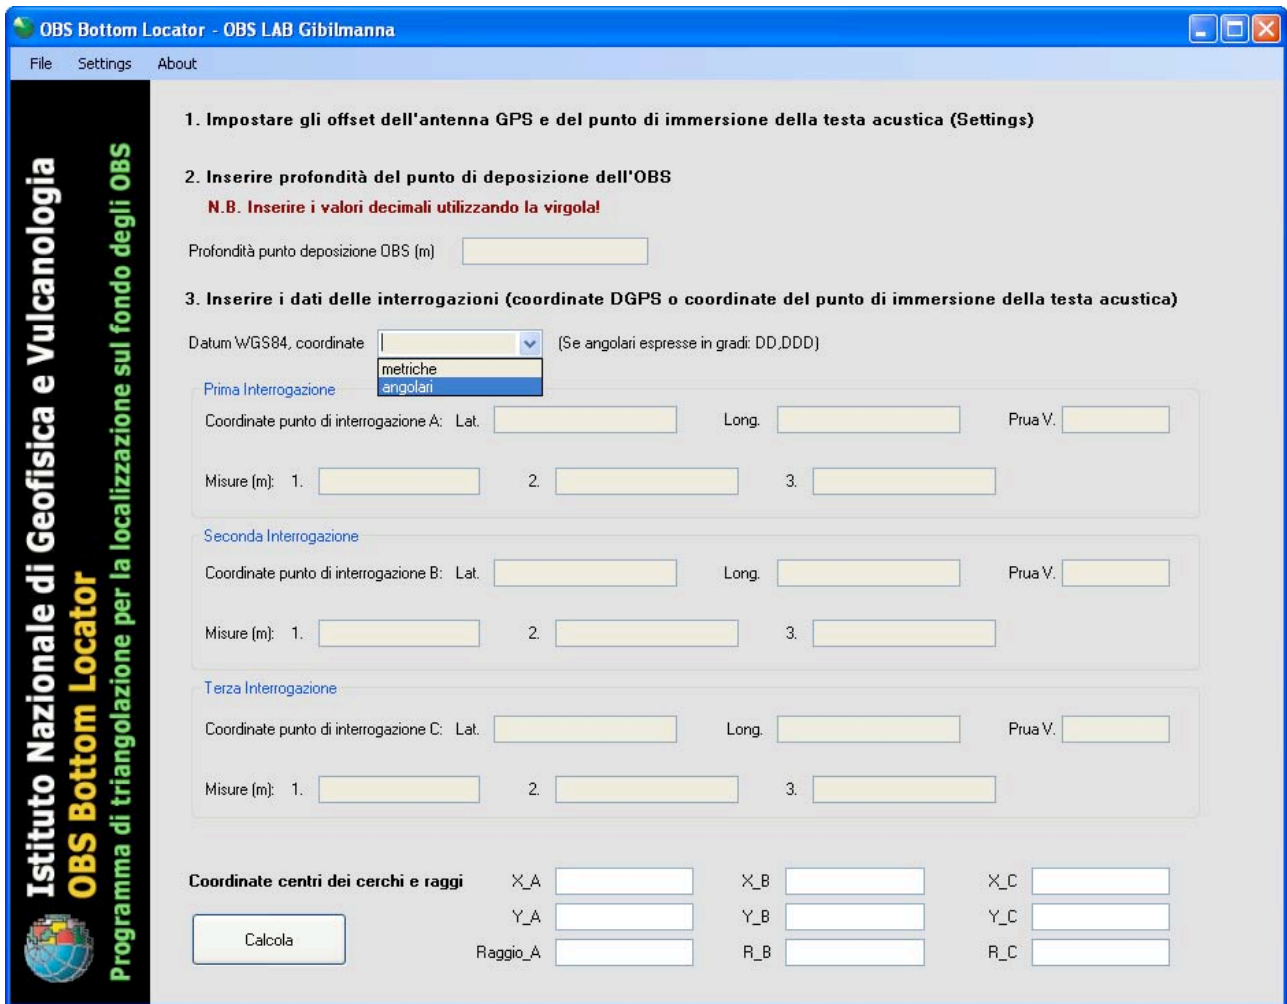 OBS Bottom Locator - OBS LAB Gibilmanna
File Settings About
Istituto Nazionale di Geofisica e Vulcanologia
OBS Bottom Locator
Programma di triangolazione per la localizzazione sul fondo degli OBS
1. Impostare gli offset dell'antenna GPS e del punto di immersione della testa acustica (Settings)
2. Inserire profondità del punto di deposizione dell'OBS
N.B. Inserire i valori decimali utilizzando la virgola!
Profondità punto deposizione OBS (m)
3. Inserire i dati delle interrogazioni (coordinate DGPS o coordinate del punto di immersione della testa acustica)
Datum WGS84, coordinate (Se angolari espresse in gradi: DD,DDD)
metriche
angolari
Prima Interrogazione
Coordinate punto di interrogazione A: Lat. Long. Prua V.
Misure (m): 1. 2. 3.
Seconda Interrogazione
Coordinate punto di interrogazione B: Lat. Long. Prua V.
Misure (m): 1. 2. 3.
Terza Interrogazione
Coordinate punto di interrogazione C: Lat. Long. Prua V.
Misure (m): 1. 2. 3.
Coordinate centri dei cerchi e raggi X_A X_B X_C
Y_A Y_B Y_C
Calcola
Raggio_A R_B R_C